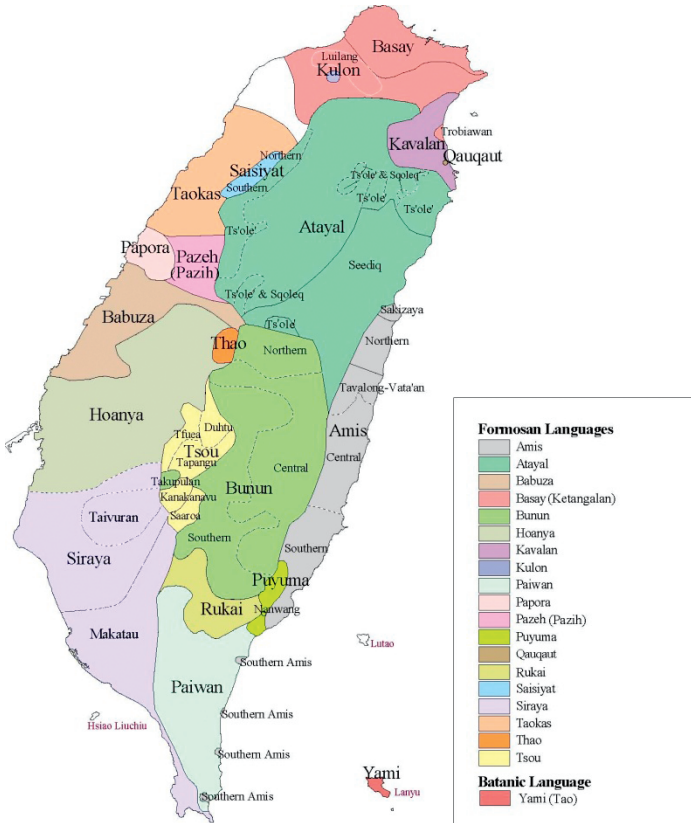 Basay
Luilang
Kulon
Kavalan
Trobiawan
Qauqaut
Northern
Saisiyat
Southern
Taokas
Ts'ole' & Sqoleq
Ts'ole'
Ts'ole'
Ts'ole'
Atayal
Papora
Pazeh
(Pazih)
Seediq
Ts'ole' & Sqoleq
Babuza
Sakizaya
Ts'ole'
Thao
Northern
Northern
Tavalong-Vata'an
Hoanya
Duhtu
Tfuea
Tsou
Tapangu
Amis
Central
Central
Takupulan
Bunun
Kanakanavu
Taivuran
Saaroa
Siraya
Southern
Southern
Puyuma
Rukai
Nanwang
Makatau
Lutao
Paiwan
Southern Amis
Hsiao Liuchiu
Southern Amis
Southern Amis
Yami
Lanyu
Southern Amis
Formosan Languages
Amis
Atayal
Babuza
Basay (Ketangalan)
Bunun
Hoanya
Kavalan
Kulon
Paiwan
Papora
Pazeh (Pazih)
Puyuma
Qauqaut
Rukai
Saisiyat
Siraya
Taokas
Thao
Tsou
Batanic Language
Yami (Tao)